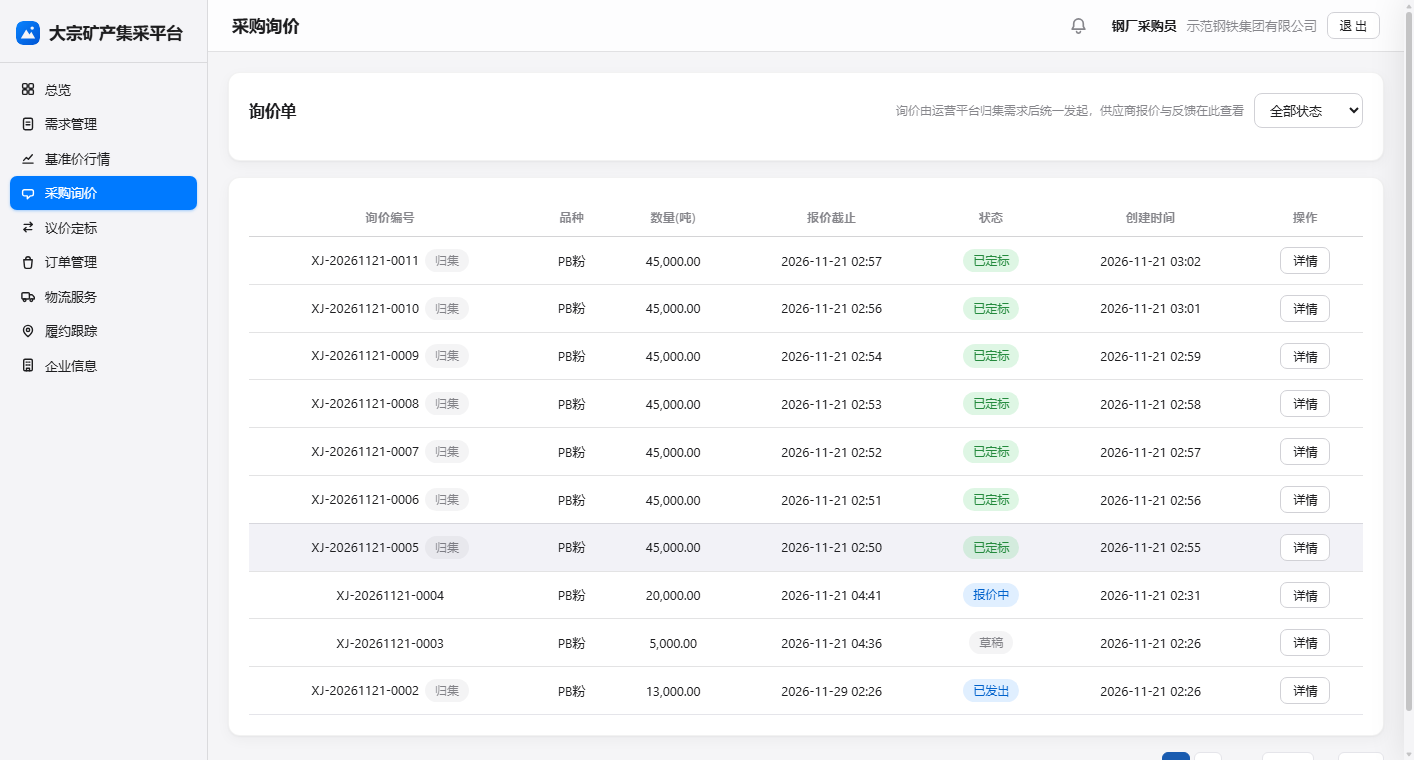 大宗矿产集采平台
采购询价
钢厂采购员 示范钢铁集团有限公司 退 出
总览
需求管理
基准价行情
采购询价
议价定标
订单管理
物流服务
履约跟踪
企业信息
询价单
询价由运营平台归集需求后统一发起，供应商报价与反馈在此查看 全部状态
询价编号 品种 数量(吨) 报价截止 状态 创建时间 操作
XJ-20261121-0011 归集 PB粉 45,000.00 2026-11-21 02:57 已定标 2026-11-21 03:02 详情
XJ-20261121-0010 归集 PB粉 45,000.00 2026-11-21 02:56 已定标 2026-11-21 03:01 详情
XJ-20261121-0009 归集 PB粉 45,000.00 2026-11-21 02:54 已定标 2026-11-21 02:59 详情
XJ-20261121-0008 归集 PB粉 45,000.00 2026-11-21 02:53 已定标 2026-11-21 02:58 详情
XJ-20261121-0007 归集 PB粉 45,000.00 2026-11-21 02:52 已定标 2026-11-21 02:57 详情
XJ-20261121-0006 归集 PB粉 45,000.00 2026-11-21 02:51 已定标 2026-11-21 02:56 详情
XJ-20261121-0005 归集 PB粉 45,000.00 2026-11-21 02:50 已定标 2026-11-21 02:55 详情
XJ-20261121-0004 PB粉 20,000.00 2026-11-21 04:41 报价中 2026-11-21 02:31 详情
XJ-20261121-0003 PB粉 5,000.00 2026-11-21 04:36 草稿 2026-11-21 02:26 详情
XJ-20261121-0002 归集 PB粉 13,000.00 2026-11-29 02:26 已发出 2026-11-21 02:26 详情